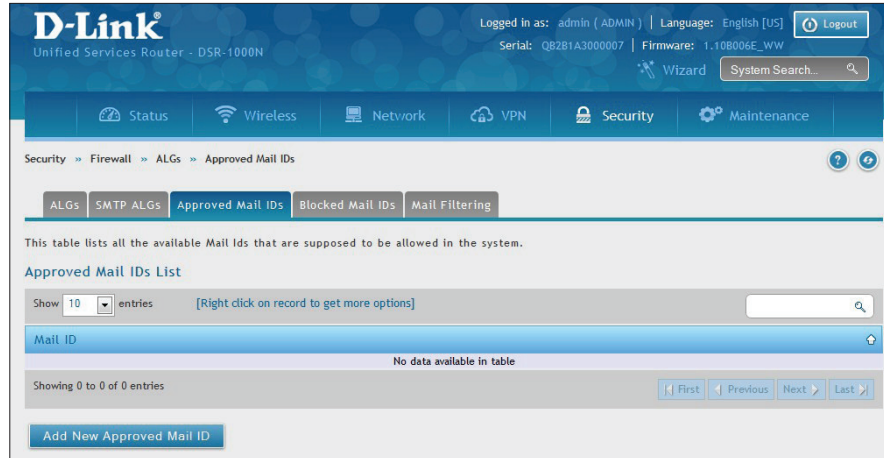 D-Link®
Unified Services Router - DSR-1000N
Logged in as: admin ( ADMIN ) | Language: English [US] Logout
Serial: QB2B1A3000007 | Firmware: 1.10B006E_WW
Wizard System Search...
Status Wireless Network VPN Security Maintenance
Security » Firewall » ALGs » Approved Mail IDs
ALGs SMTP ALGs Approved Mail IDs Blocked Mail IDs Mail Filtering
This table lists all the available Mail Ids that are supposed to be allowed in the system.
Approved Mail IDs List
Show 10 entries [Right click on record to get more options]
Mail ID
No data available in table
Showing 0 to 0 of 0 entries First Previous Next Last
Add New Approved Mail ID